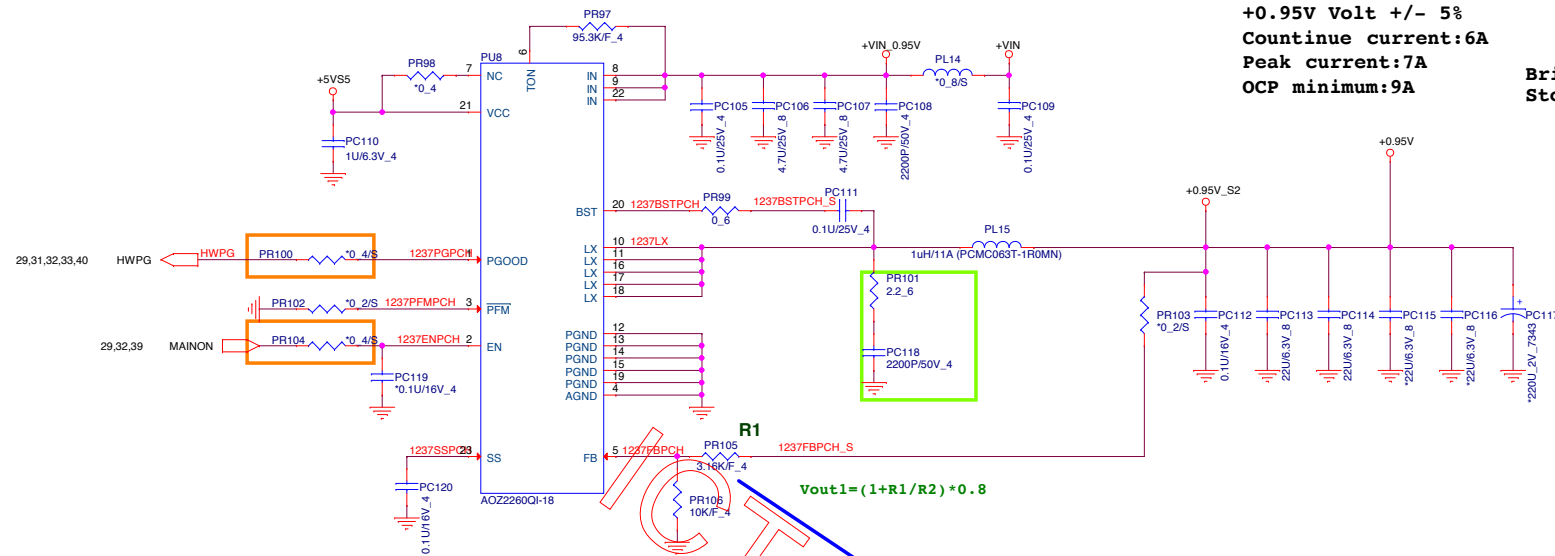 +0.95V Volt +/- 5%
Countinue current:6A
Peak current:7A
OCP minimum:9A
Bri
Sto
PR97
95.3K/F_4
6
PU8
TON
+5VS5
PR98
*0_4
7
NC
21
VCC
PC110
1U/6.3V_4
IN
8
IN
9
IN
22
+VIN_0.95V
PL14
*0_8/S
+VIN
PC105
0.1U/25V_4
PC106
4.7U/25V_8
PC107
4.7U/25V_8
PC108
2200P/50V_4
PC109
0.1U/25V_4
BST
20
1237BSTPCH
PR99
0_6
1237BSTPCH_S
PC111
0.1U/25V_4
29,31,32,33,40
HWPG
HWPG
PR100
*0_4/S
1237PGPCH
1
PGOOD
LX
10
1237LX
LX
11
LX
16
LX
17
LX
18
PL15
1uH/11A (PCMC063T-1R0MN)
+0.95V_S2
+0.95V
PR102
*0_2/S
1237PFMPCH
3
PFM
29,32,39
MAINON
PR104
*0_4/S
1237ENPCH
2
EN
PC119
*0.1U/16V_4
PGND
12
PGND
13
PGND
14
PGND
15
PGND
19
AGND
4
PR101
2.2_6
PC118
2200P/50V_4
PR103
*0_2/S
PC112
0.1U/16V_4
PC113
22U/6.3V_8
PC114
22U/6.3V_8
PC115
*22U/6.3V_8
PC116
*22U/6.3V_8
+
PC117
*220U_2V_7343
1237SSPCH
23
SS
PC120
0.1U/16V_4
AOZ2260QI-18
FB
5
1237FBPCH
R1
PR105
3.16K/F_4
1237FBPCH_S
PR106
10K/F_4
Vout1=(1+R1/R2)*0.8